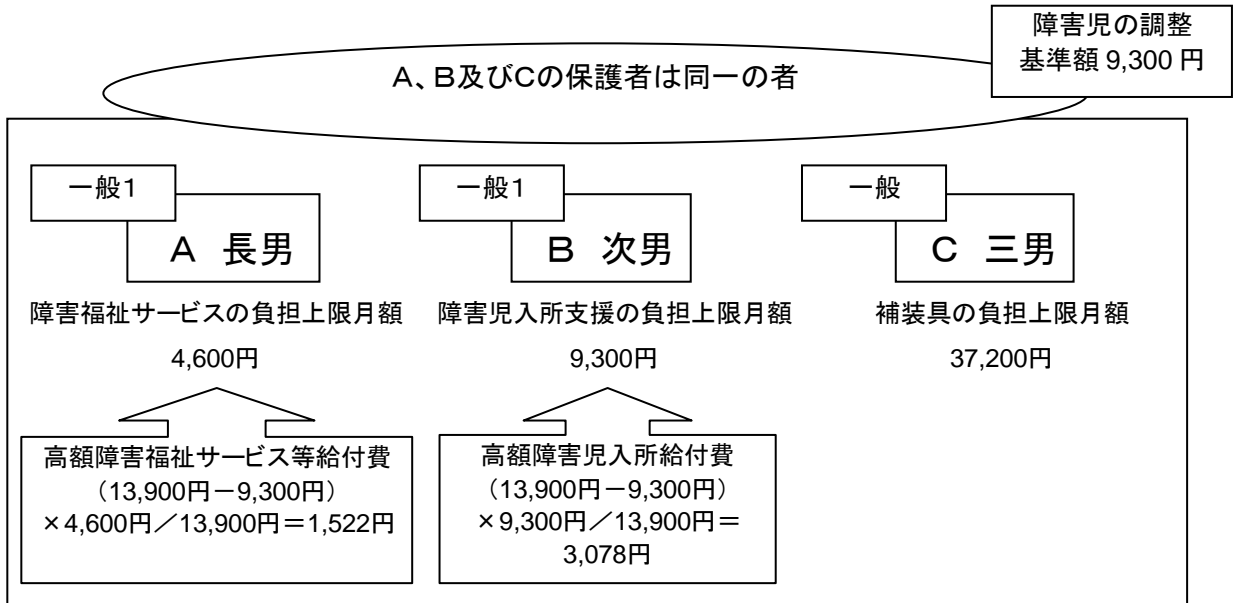 障害児の調整
基準額 9,300 円
A、B及びCの保護者は同一の者
一般1
A 長男
障害福祉サービスの負担上限月額
4,600円
高額障害福祉サービス等給付費
(13,900円-9,300円)
×4,600円/13,900円=1,522円
一般1
B 次男
障害児入所支援の負担上限月額
9,300円
高額障害児入所給付費
(13,900円-9,300円)
×9,300円/13,900円=
3,078円
一般
C 三男
補装具の負担上限月額
37,200円